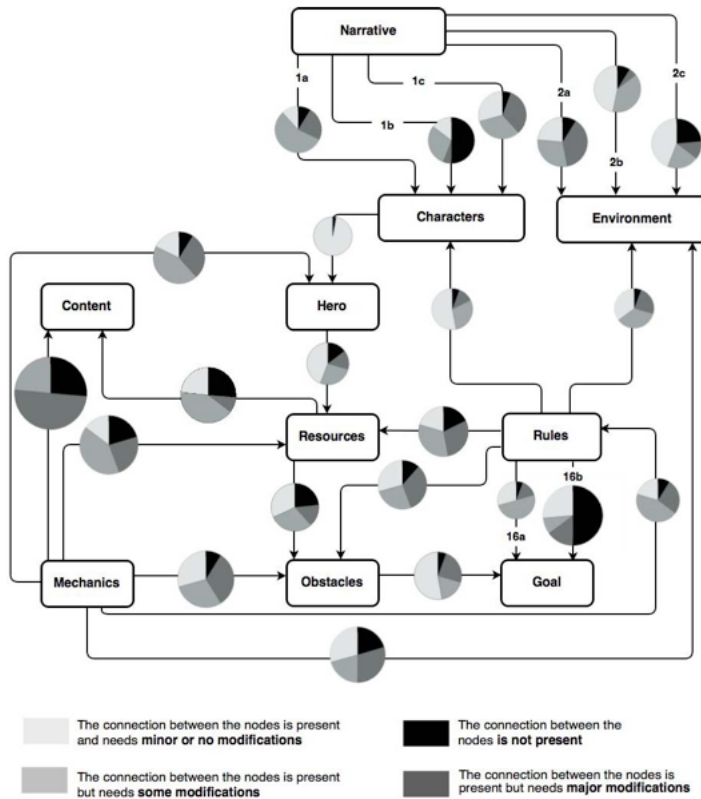 Narrative
1a
1c
2a
2c
1b
2b
Characters
Environment
Content
Hero
Resources
Rules
16b
16a
Mechanics
Obstacles
Goal
The connection between the nodes is present
and needs minor or no modifications
The connection between the
nodes is not present
The connection between the nodes is present
but needs some modifications
The connection between the nodes is
present but needs major modifications